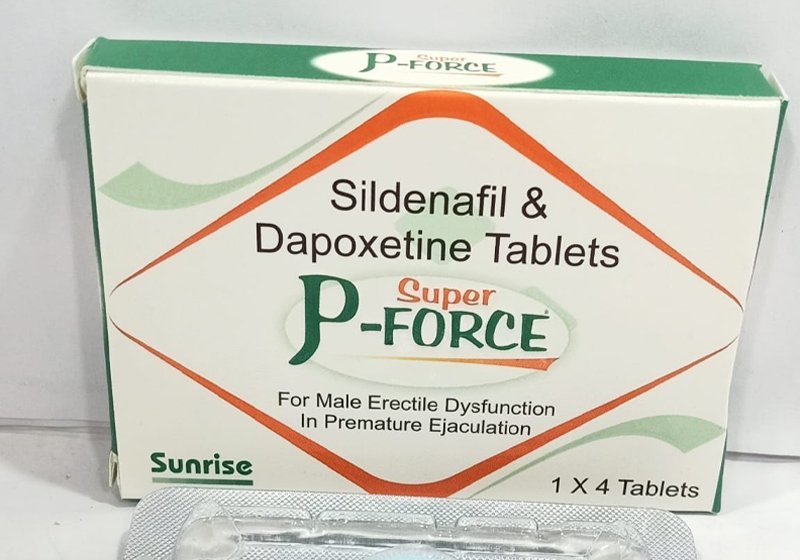 Super
P-FORCE
Sildenafil &
Dapoxetine Tablets
Super
P-FORCE®
For Male Erectile Dysfunction
In Premature Ejaculation
Sunrise
1 X 4 Tablets